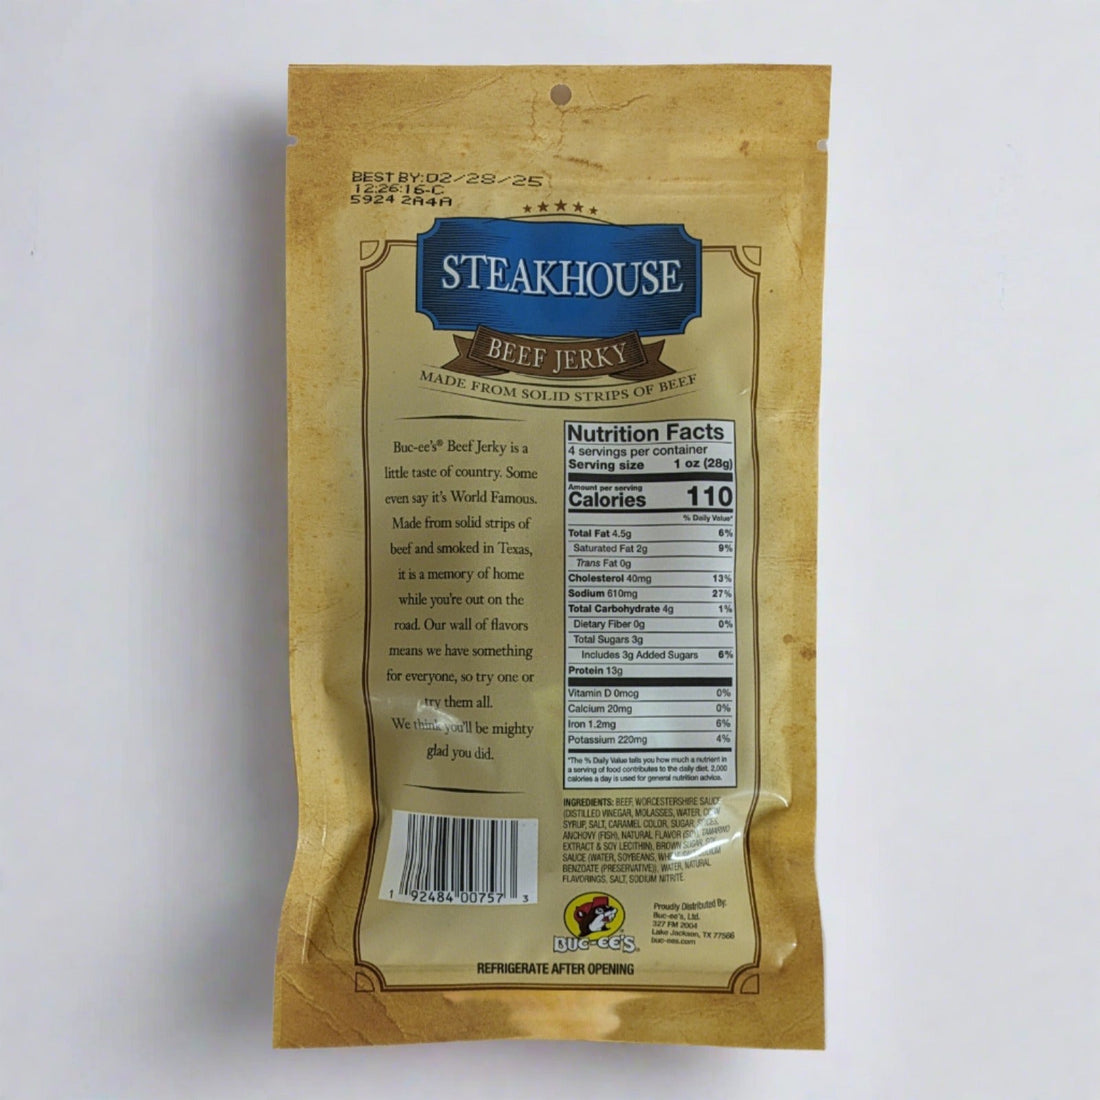 BEST BY:02/28/25
12:26:16-C
5924 2A4A
STEAKHOUSE
BEEF JERKY
MADE FROM SOLID STRIPS OF BEEF
Buc-ee's® Beef Jerky is a
little taste of country. Some
even say it's World Famous.
Made from solid strips of
beef and smoked in Texas,
it is a memory of home
while you're out on the
road. Our wall of flavors
means we have something
for everyone, so try one or
try them all.
We think you'll be mighty
glad you did.
Nutrition Facts
4 servings per container
Serving size 1 oz (28g)
Amount per serving
Calories 110
% Daily Value*
Total Fat 4.5g 6%
Saturated Fat 2g 9%
Trans Fat 0g
Cholesterol 40mg 13%
Sodium 610mg 27%
Total Carbohydrate 4g 1%
Dietary Fiber 0g 0%
Total Sugars 3g
Includes 3g Added Sugars 6%
Protein 13g
Vitamin D 0mcg 0%
Calcium 20mg 0%
Iron 1.2mg 6%
Potassium 220mg 4%
*The % Daily Value tells you how much a nutrient in
a serving of food contributes to the daily diet. 2,000
calories a day is used for general nutrition advice.
INGREDIENTS: BEEF, WORCESTERSHIRE SAUCE
(DISTILLED VINEGAR, MOLASSES, WATER, CORN
SYRUP, SALT, CARAMEL COLOR, SUGAR, SPICES,
ANCHOVY (FISH), NATURAL FLAVOR (SOY), TAMARIND
EXTRACT & SOY LECITHIN), BROWN SUGAR,
SAUCE (WATER, SOYBEANS,
BENZOATE (PRESERVATIVE)), WATER, NATURAL
FLAVORINGS, SALT, SODIUM NITRITE.
1 92484 00757 3
BUC-EE'S
Proudly Distributed By:
Buc-ee's, Ltd.
327 FM 2004
Lake Jackson, TX 77566
buc-ees.com
REFRIGERATE AFTER OPENING